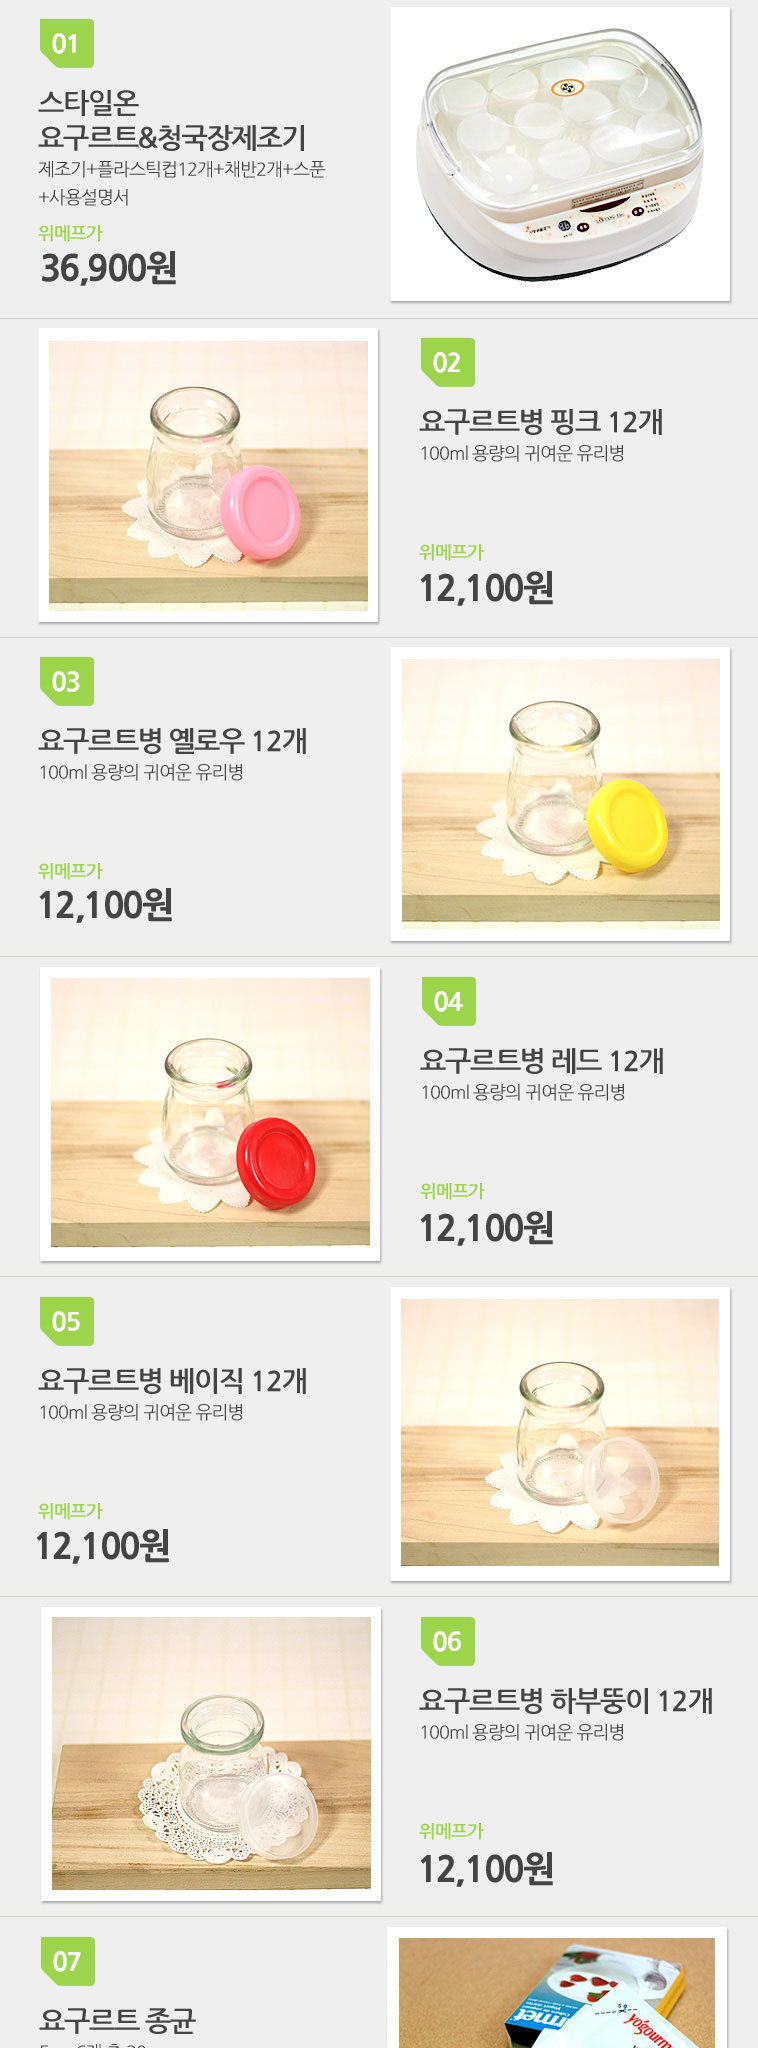 01
스타일온
요구르트&청국장제조기
제조기+플라스틱컵12개+채반2개+스푼
+사용설명서
위메프가
36,900원
02
요구르트병 핑크 12개
100ml 용량의 귀여운 유리병
위메프가
12,100원
03
요구르트병 옐로우 12개
100ml 용량의 귀여운 유리병
위메프가
12,100원
04
요구르트병 레드 12개
100ml 용량의 귀여운 유리병
위메프가
12,100원
05
요구르트병 베이직 12개
100ml 용량의 귀여운 유리병
위메프가
12,100원
06
요구르트병 하부뚱이 12개
100ml 용량의 귀여운 유리병
위메프가
12,100원
07
요구르트 종균